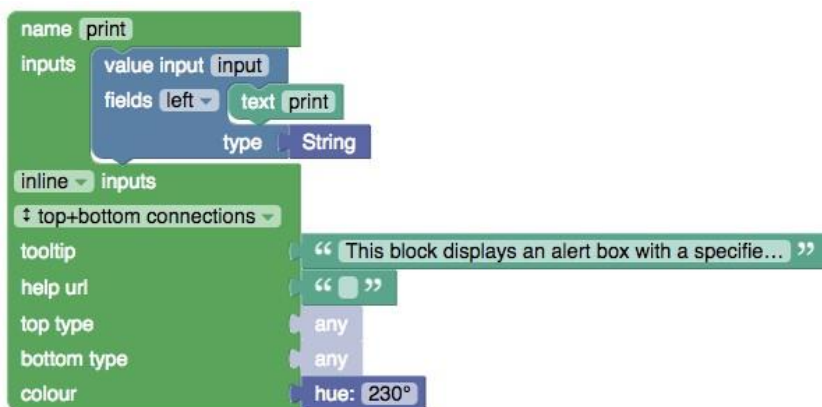 name print
inputs value input input
fields left text print
type String
inline inputs
↕ top+bottom connections
tooltip “ This block displays an alert box with a specifie... ”
help url “ ”
top type any
bottom type any
colour hue: 230°